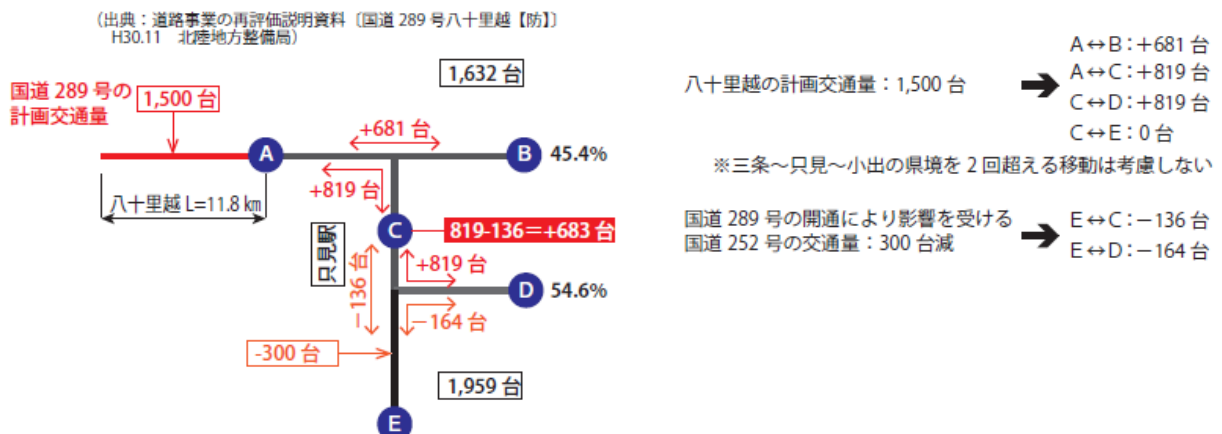 (出典：道路事業の再評価説明資料〔国道 289 号八十里越【防】〕
H30.11　北陸地方整備局)
1,632 台
国道 289 号の
計画交通量
1,500 台
+681 台
A
B
45.4%
+819 台
八十里越 L=11.8 ㎞
只見駅
C
819-136＝+683 台
－136 台
+819 台
D
54.6%
－164 台
-300 台
1,959 台
E
八十里越の計画交通量：1,500 台
A⇔B：+681 台
A⇔C：+819 台
C⇔D：+819 台
C⇔E：0 台
※三条～只見～小出の県境を 2 回超える移動は考慮しない
国道 289 号の開通により影響を受ける
国道 252 号の交通量：300 台減
E⇔C：－136 台
E⇔D：－164 台